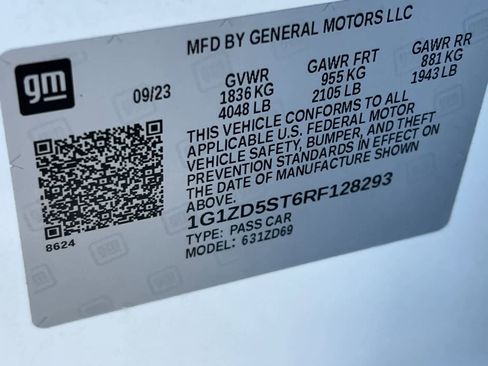 MFD BY GENERAL MOTORS LLC
gm
09/23
GVWR GAWR FRT GAWR RR
1836 KG 955 KG 881 KG
4048 LB 2105 LB 1943 LB
THIS VEHICLE CONFORMS TO ALL
APPLICABLE U.S. FEDERAL MOTOR
VEHICLE SAFETY, BUMPER, AND THEFT
PREVENTION STANDARDS IN EFFECT ON
THE DATE OF MANUFACTURE SHOWN
ABOVE.
1G1ZD5ST6RF128293
TYPE: PASS CAR
MODEL: 631ZD69
8624